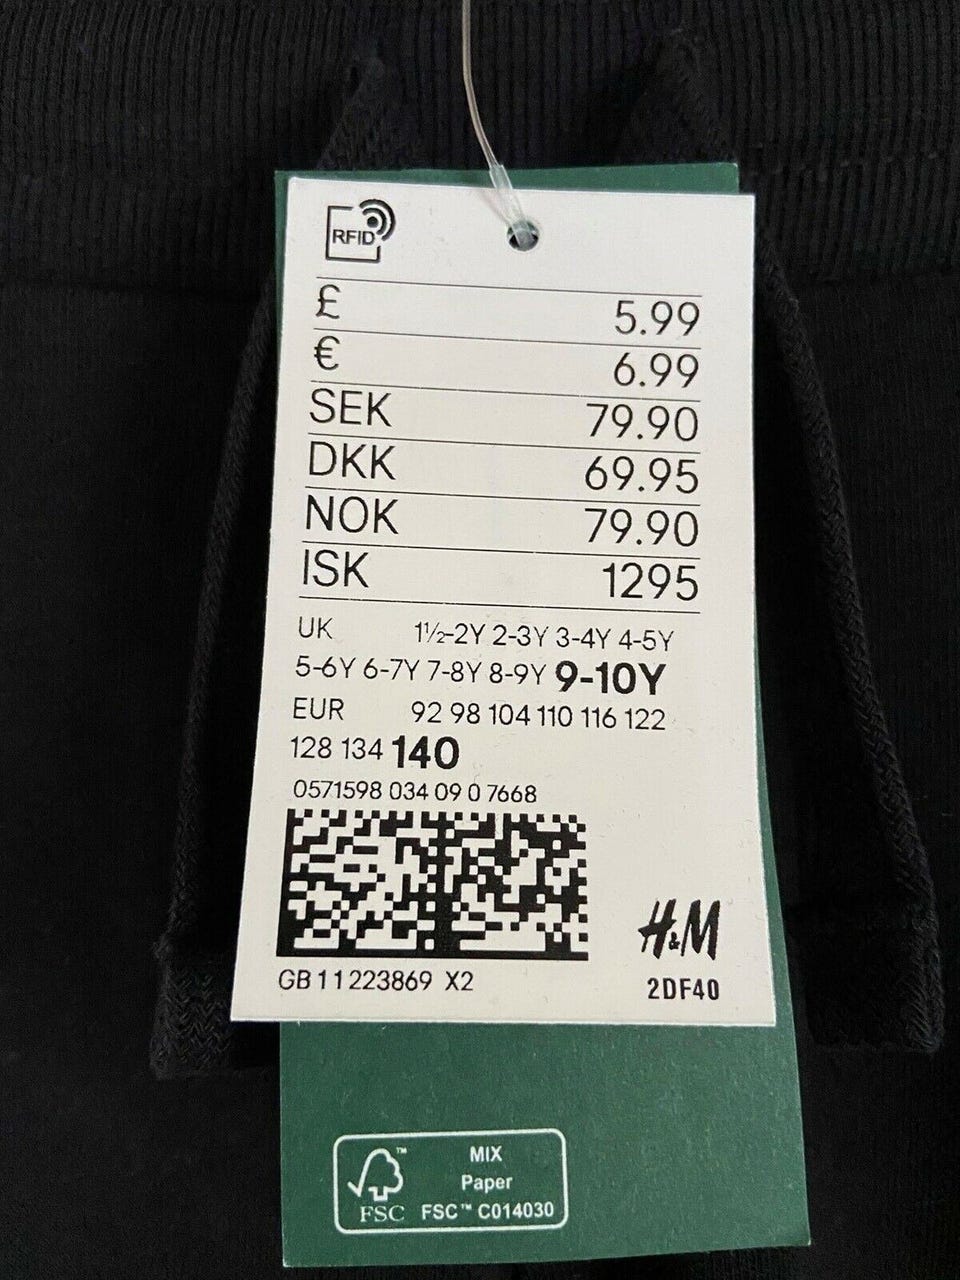 RFID
£ 5.99
€ 6.99
SEK 79.90
DKK 69.95
NOK 79.90
ISK 1295
UK 1½-2Y 2-3Y 3-4Y 4-5Y
5-6Y 6-7Y 7-8Y 8-9Y 9-10Y
EUR 92 98 104 110 116 122
128 134 140
0571598 034 09 0 7668
H&M
GB11223869 X2 2DF40
MIX
Paper
FSC FSC™ C014030